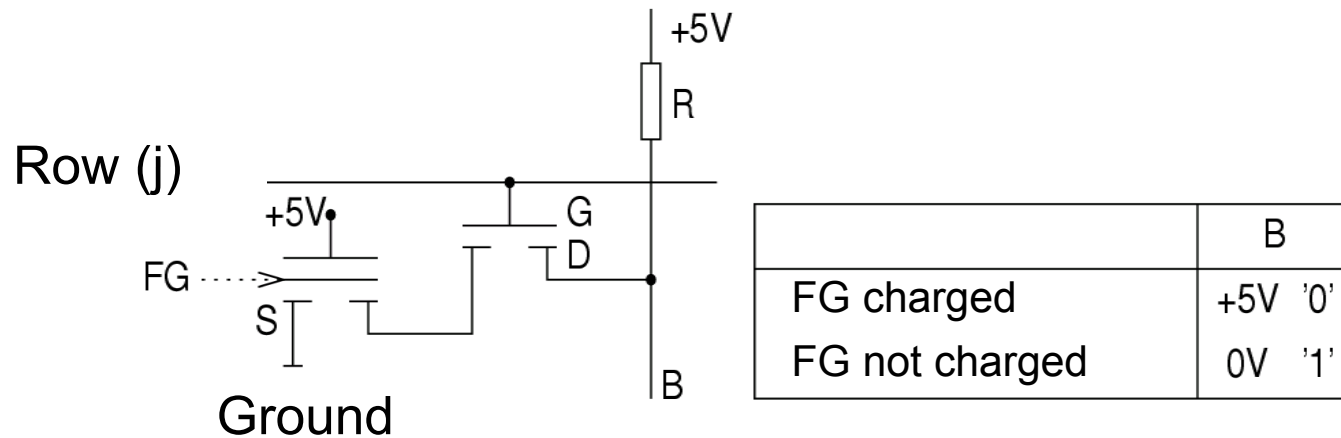 +5V
R
Row (j)
+5V
G
D
FG
S
B
Ground
B
FG charged +5V '0'
FG not charged 0V '1'